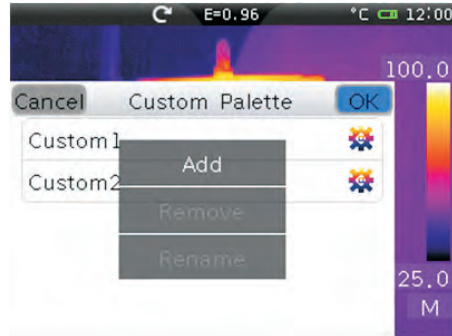 E=0.96 °C 12:00
100.0
Cancel Custom Palette OK
Custom1
Add
Custom2
Remove
Rename
25.0
M